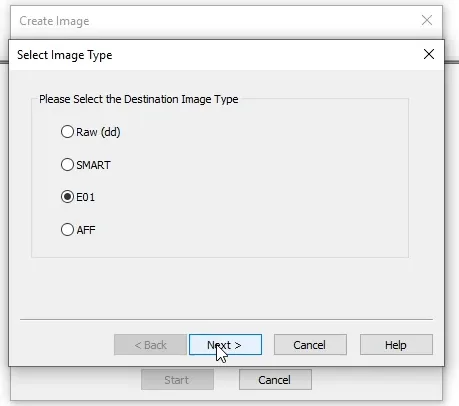 Create Image
Select Image Type
Please Select the Destination Image Type
Raw (dd)
SMART
E01
AFF
< Back Next > Cancel Help
Start Cancel